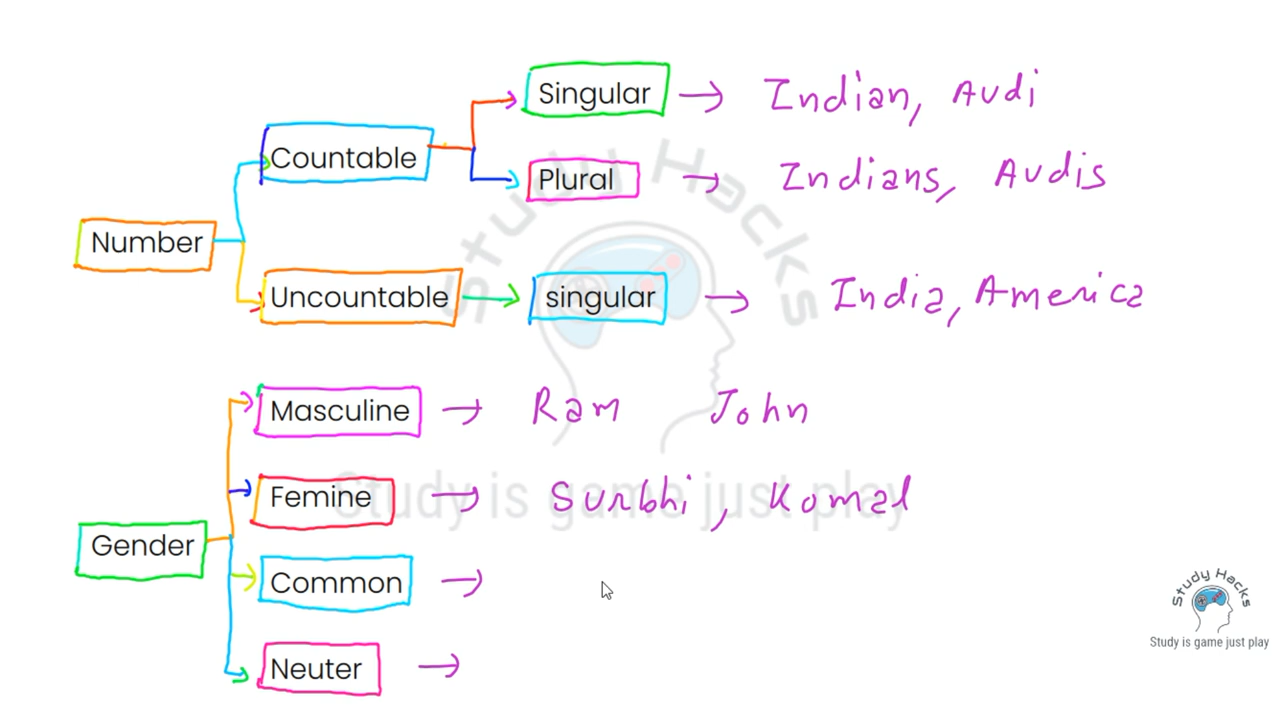 Singular → Indian, Audi
Countable
Plural → Indians, Audis
Number
Uncountable → singular → India, America
Masculine → Ram John
Femine → Surbhi, Komal
Gender
Common →
Neuter →
Study Hacks
Study is game just play
Study Hacks
Study is game just play